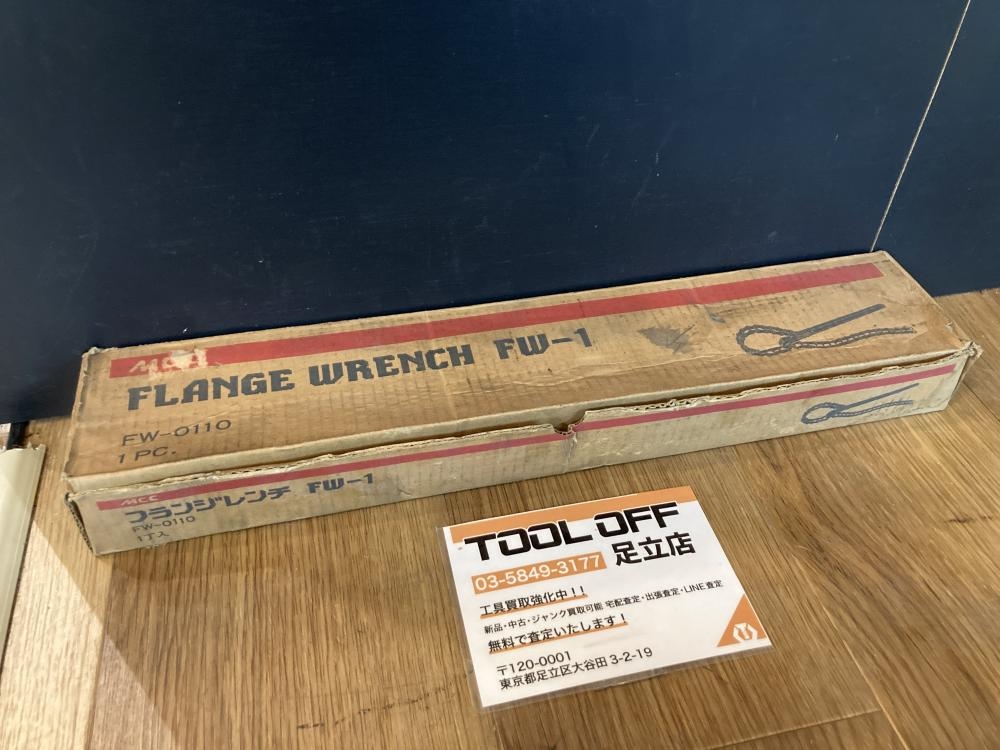 MCC
FLANGE WRENCH FW-1
FW-0110
1 PC.
MCC
フランジレンチ FW-1
FW-0110
1丁入
TOOL OFF
足立店
03-5849-3177
工具買取強化中！！
新品・中古・ジャンク買取可能 宅配査定・出張査定・LINE査定
無料で査定いたします！
〒120-0001
東京都足立区大谷田 3-2-19